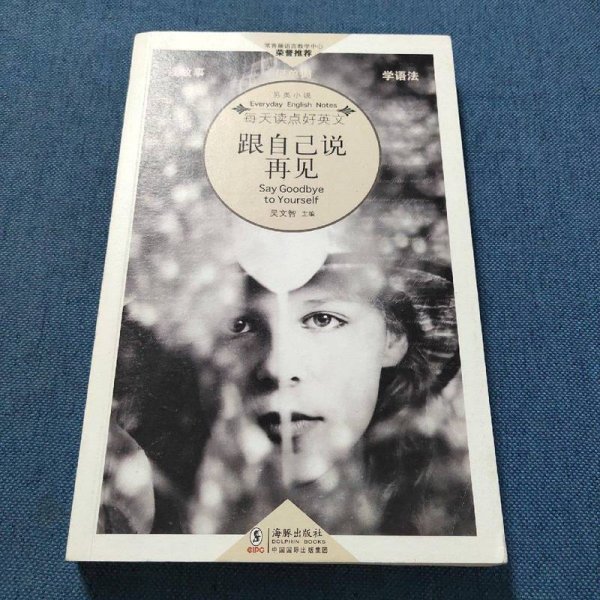 常青藤语言教学中心
荣誉推荐
故事
学语法
另类小说
Everyday English Notes
每天读点好英文
跟自己说
再见
Say Goodbye
to Yourself
吴文智 主编
CIPG
海豚出版社
DOLPHIN BOOKS
中国国际出版集团